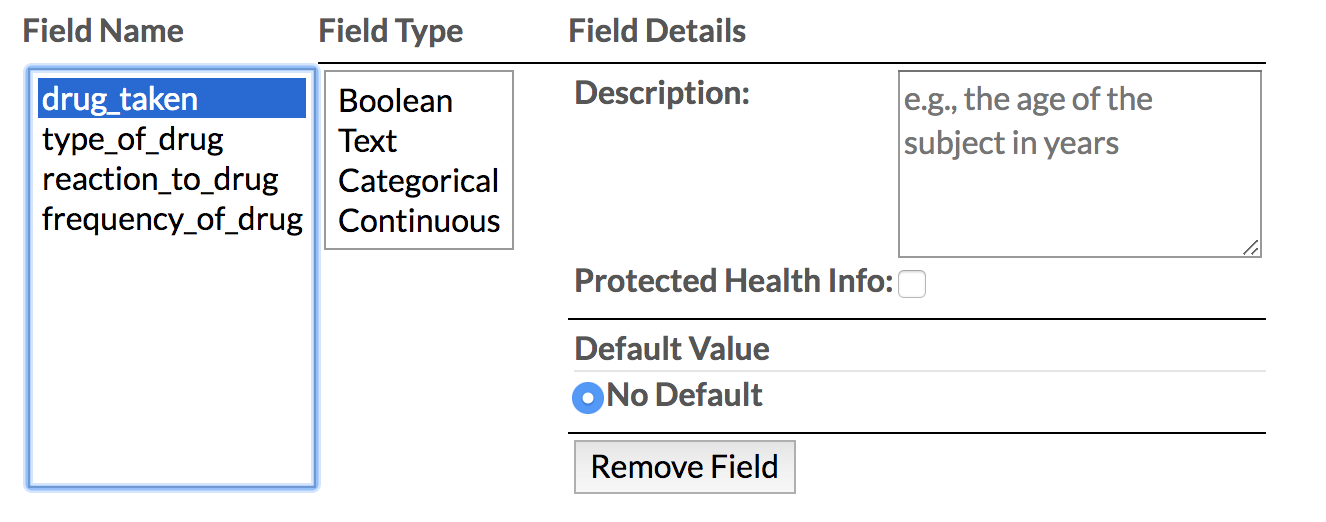 Field Name Field Type Field Details
drug_taken
type_of_drug
reaction_to_drug
frequency_of_drug
Boolean
Text
Categorical
Continuous
Description:
e.g., the age of the
subject in years
Protected Health Info:
Default Value
No Default
Remove Field